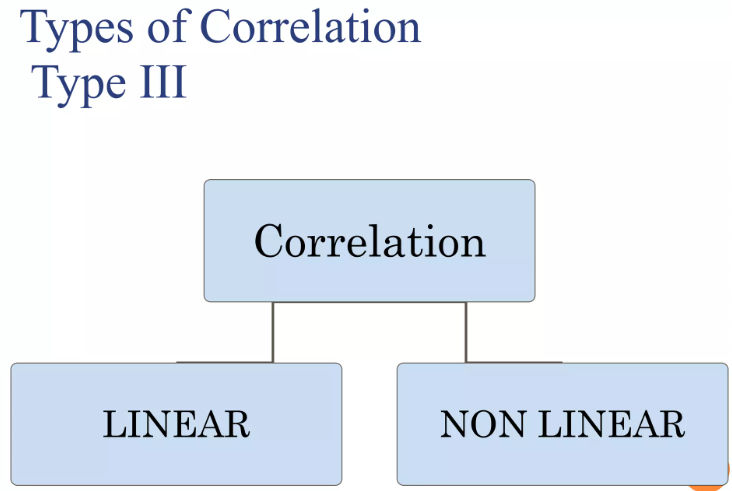 Types of Correlation
Type III
Correlation
LINEAR
NON LINEAR